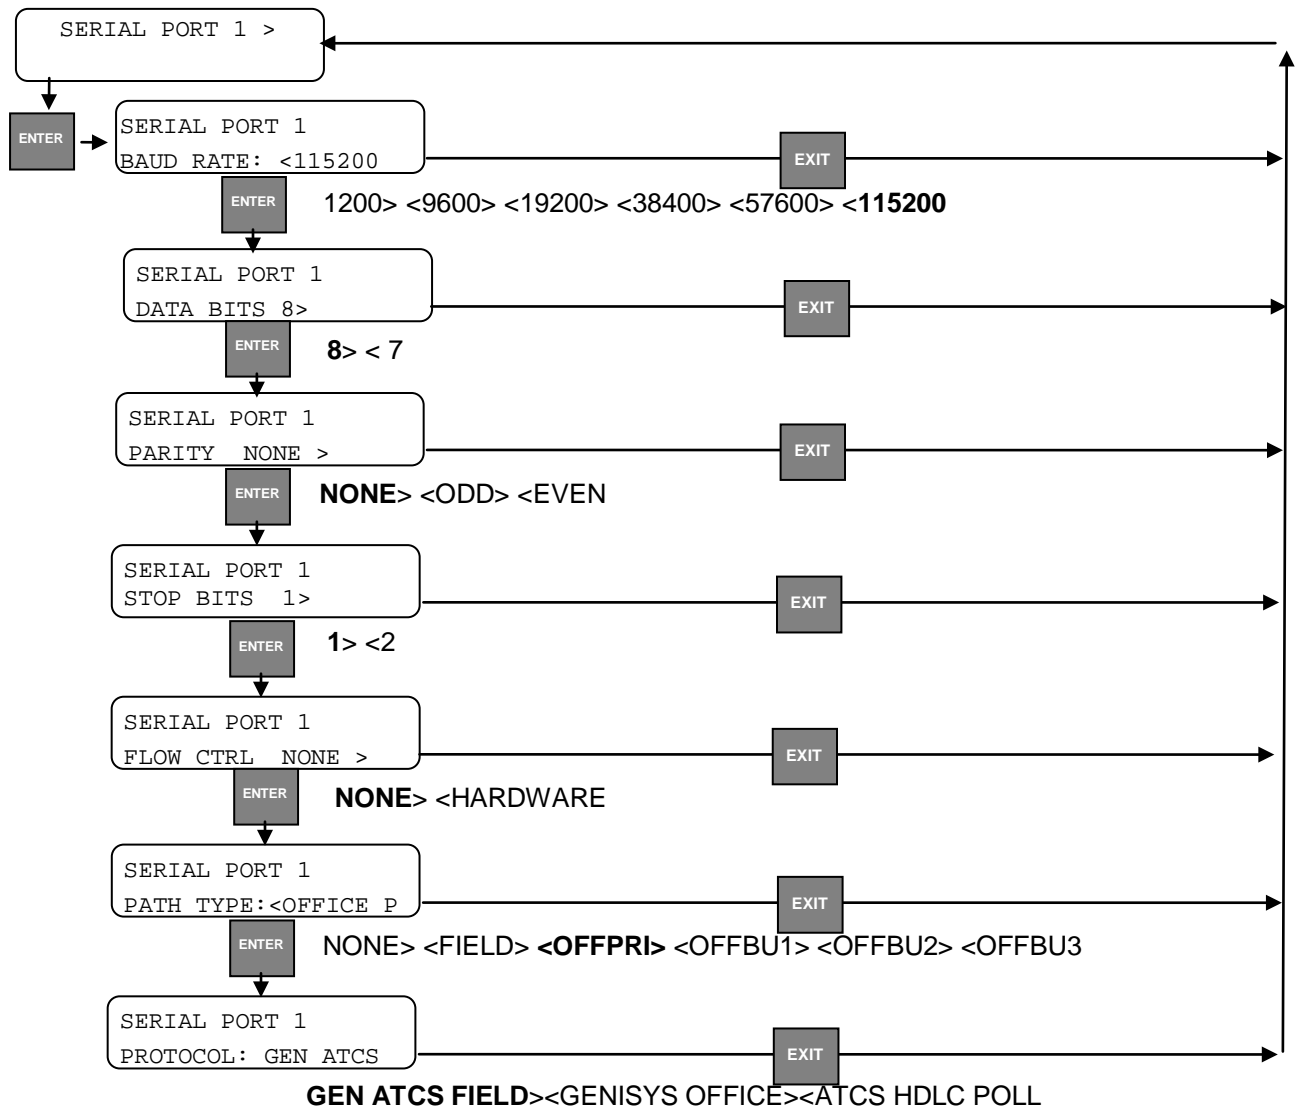 SERIAL PORT 1 >
ENTER
SERIAL PORT 1
BAUD RATE: <115200
EXIT
ENTER
1200> <9600> <19200> <38400> <57600> <115200
SERIAL PORT 1
DATA BITS 8>
EXIT
ENTER
8> < 7
SERIAL PORT 1
PARITY NONE >
EXIT
ENTER
NONE> <ODD> <EVEN
SERIAL PORT 1
STOP BITS 1>
EXIT
ENTER
1> <2
SERIAL PORT 1
FLOW CTRL NONE >
EXIT
ENTER
NONE> <HARDWARE
SERIAL PORT 1
PATH TYPE:<OFFICE P
EXIT
ENTER
NONE> <FIELD> <OFFPRI> <OFFBU1> <OFFBU2> <OFFBU3
SERIAL PORT 1
PROTOCOL: GEN ATCS
EXIT
GEN ATCS FIELD><GENISYS OFFICE><ATCS HDLC POLL